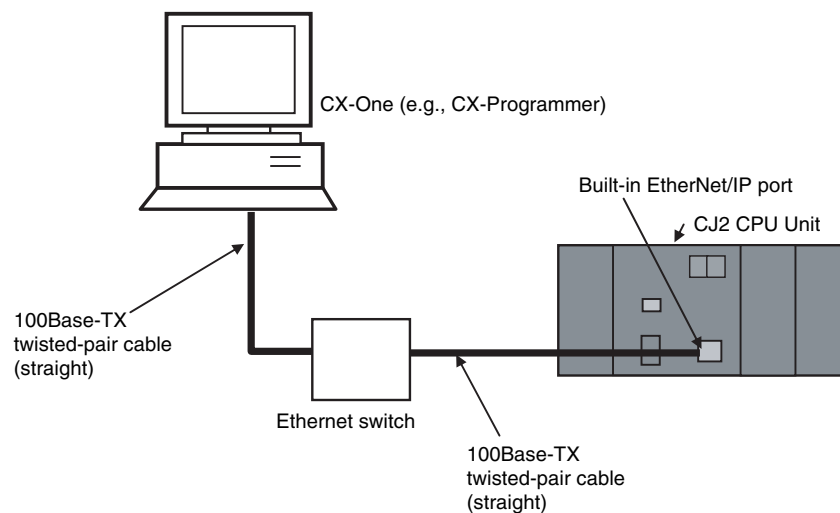 CX-One (e.g., CX-Programmer)
Built-in EtherNet/IP port
CJ2 CPU Unit
100Base-TX
twisted-pair cable
(straight)
Ethernet switch
100Base-TX
twisted-pair cable
(straight)